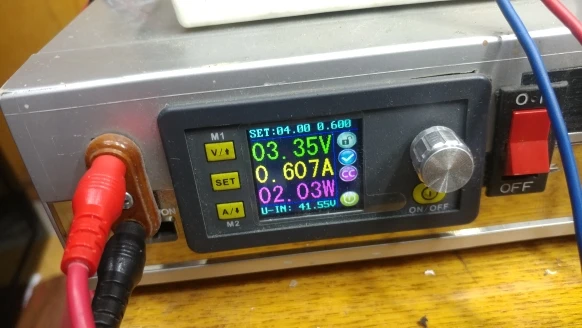 M1
V/⬆
SET
A/⬇
M2
SET:04.00 0.600
03.35V
0.607A
CC
02.03W
U-IN: 41.55V
ON/OFF
OFF